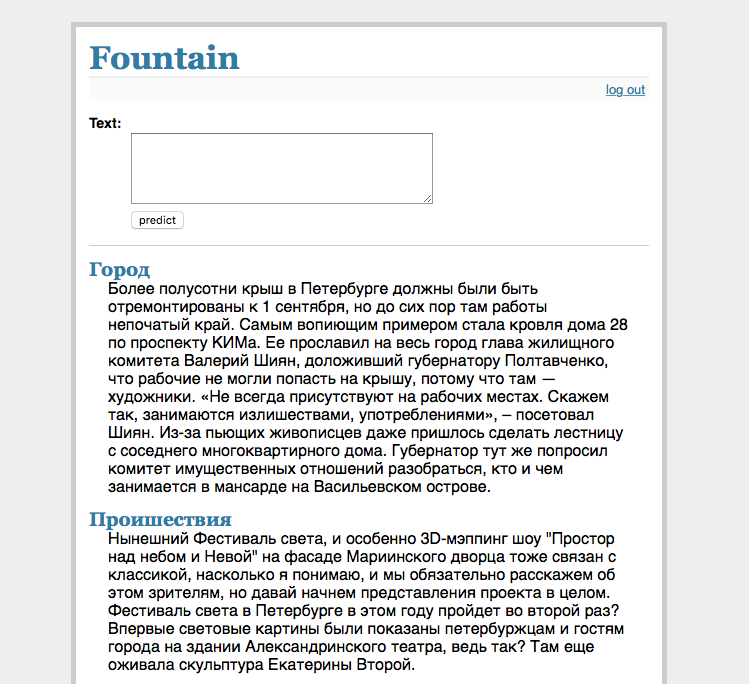 Fountain
log out
Text:
predict
Город
Более полусотни крыш в Петербурге должны были быть
отремонтированы к 1 сентября, но до сих пор там работы
непочатый край. Самым вопиющим примером стала кровля дома 28
по проспекту КИМа. Ее прославил на весь город глава жилищного
комитета Валерий Шиян, доложивший губернатору Полтавченко,
что рабочие не могли попасть на крышу, потому что там —
художники. «Не всегда присутствуют на рабочих местах. Скажем
так, занимаются излишествами, употреблениями», – посетовал
Шиян. Из-за пьющих живописцев даже пришлось сделать лестницу
с соседнего многоквартирного дома. Губернатор тут же попросил
комитет имущественных отношений разобраться, кто и чем
занимается в мансарде на Васильевском острове.
Проишествия
Нынешний Фестиваль света, и особенно 3D-мэппинг шоу "Простор
над небом и Невой" на фасаде Мариинского дворца тоже связан с
классикой, насколько я понимаю, и мы обязательно расскажем об
этом зрителям, но давай начнем представления проекта в целом.
Фестиваль света в Петербурге в этом году пройдет во второй раз?
Впервые световые картины были показаны петербуржцам и гостям
города на здании Александринского театра, ведь так? Там еще
оживала скульптура Екатерины Второй.